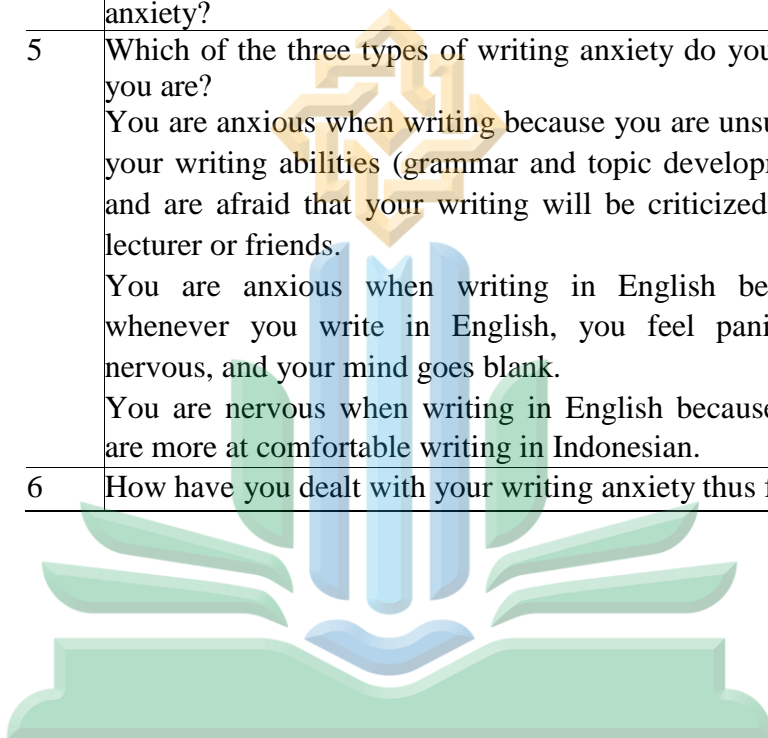 anxiety?
5 Which of the three types of writing anxiety do you
you are?
You are anxious when writing because you are
your writing abilities (grammar and topic
and are afraid that your writing will be criticized
lecturer or friends.
You are anxious when writing in English
whenever you write in English, you feel
nervous, and your mind goes blank.
You are nervous when writing in English because
are more at comfortable writing in Indonesian.
6 How have you dealt with your writing anxiety thus